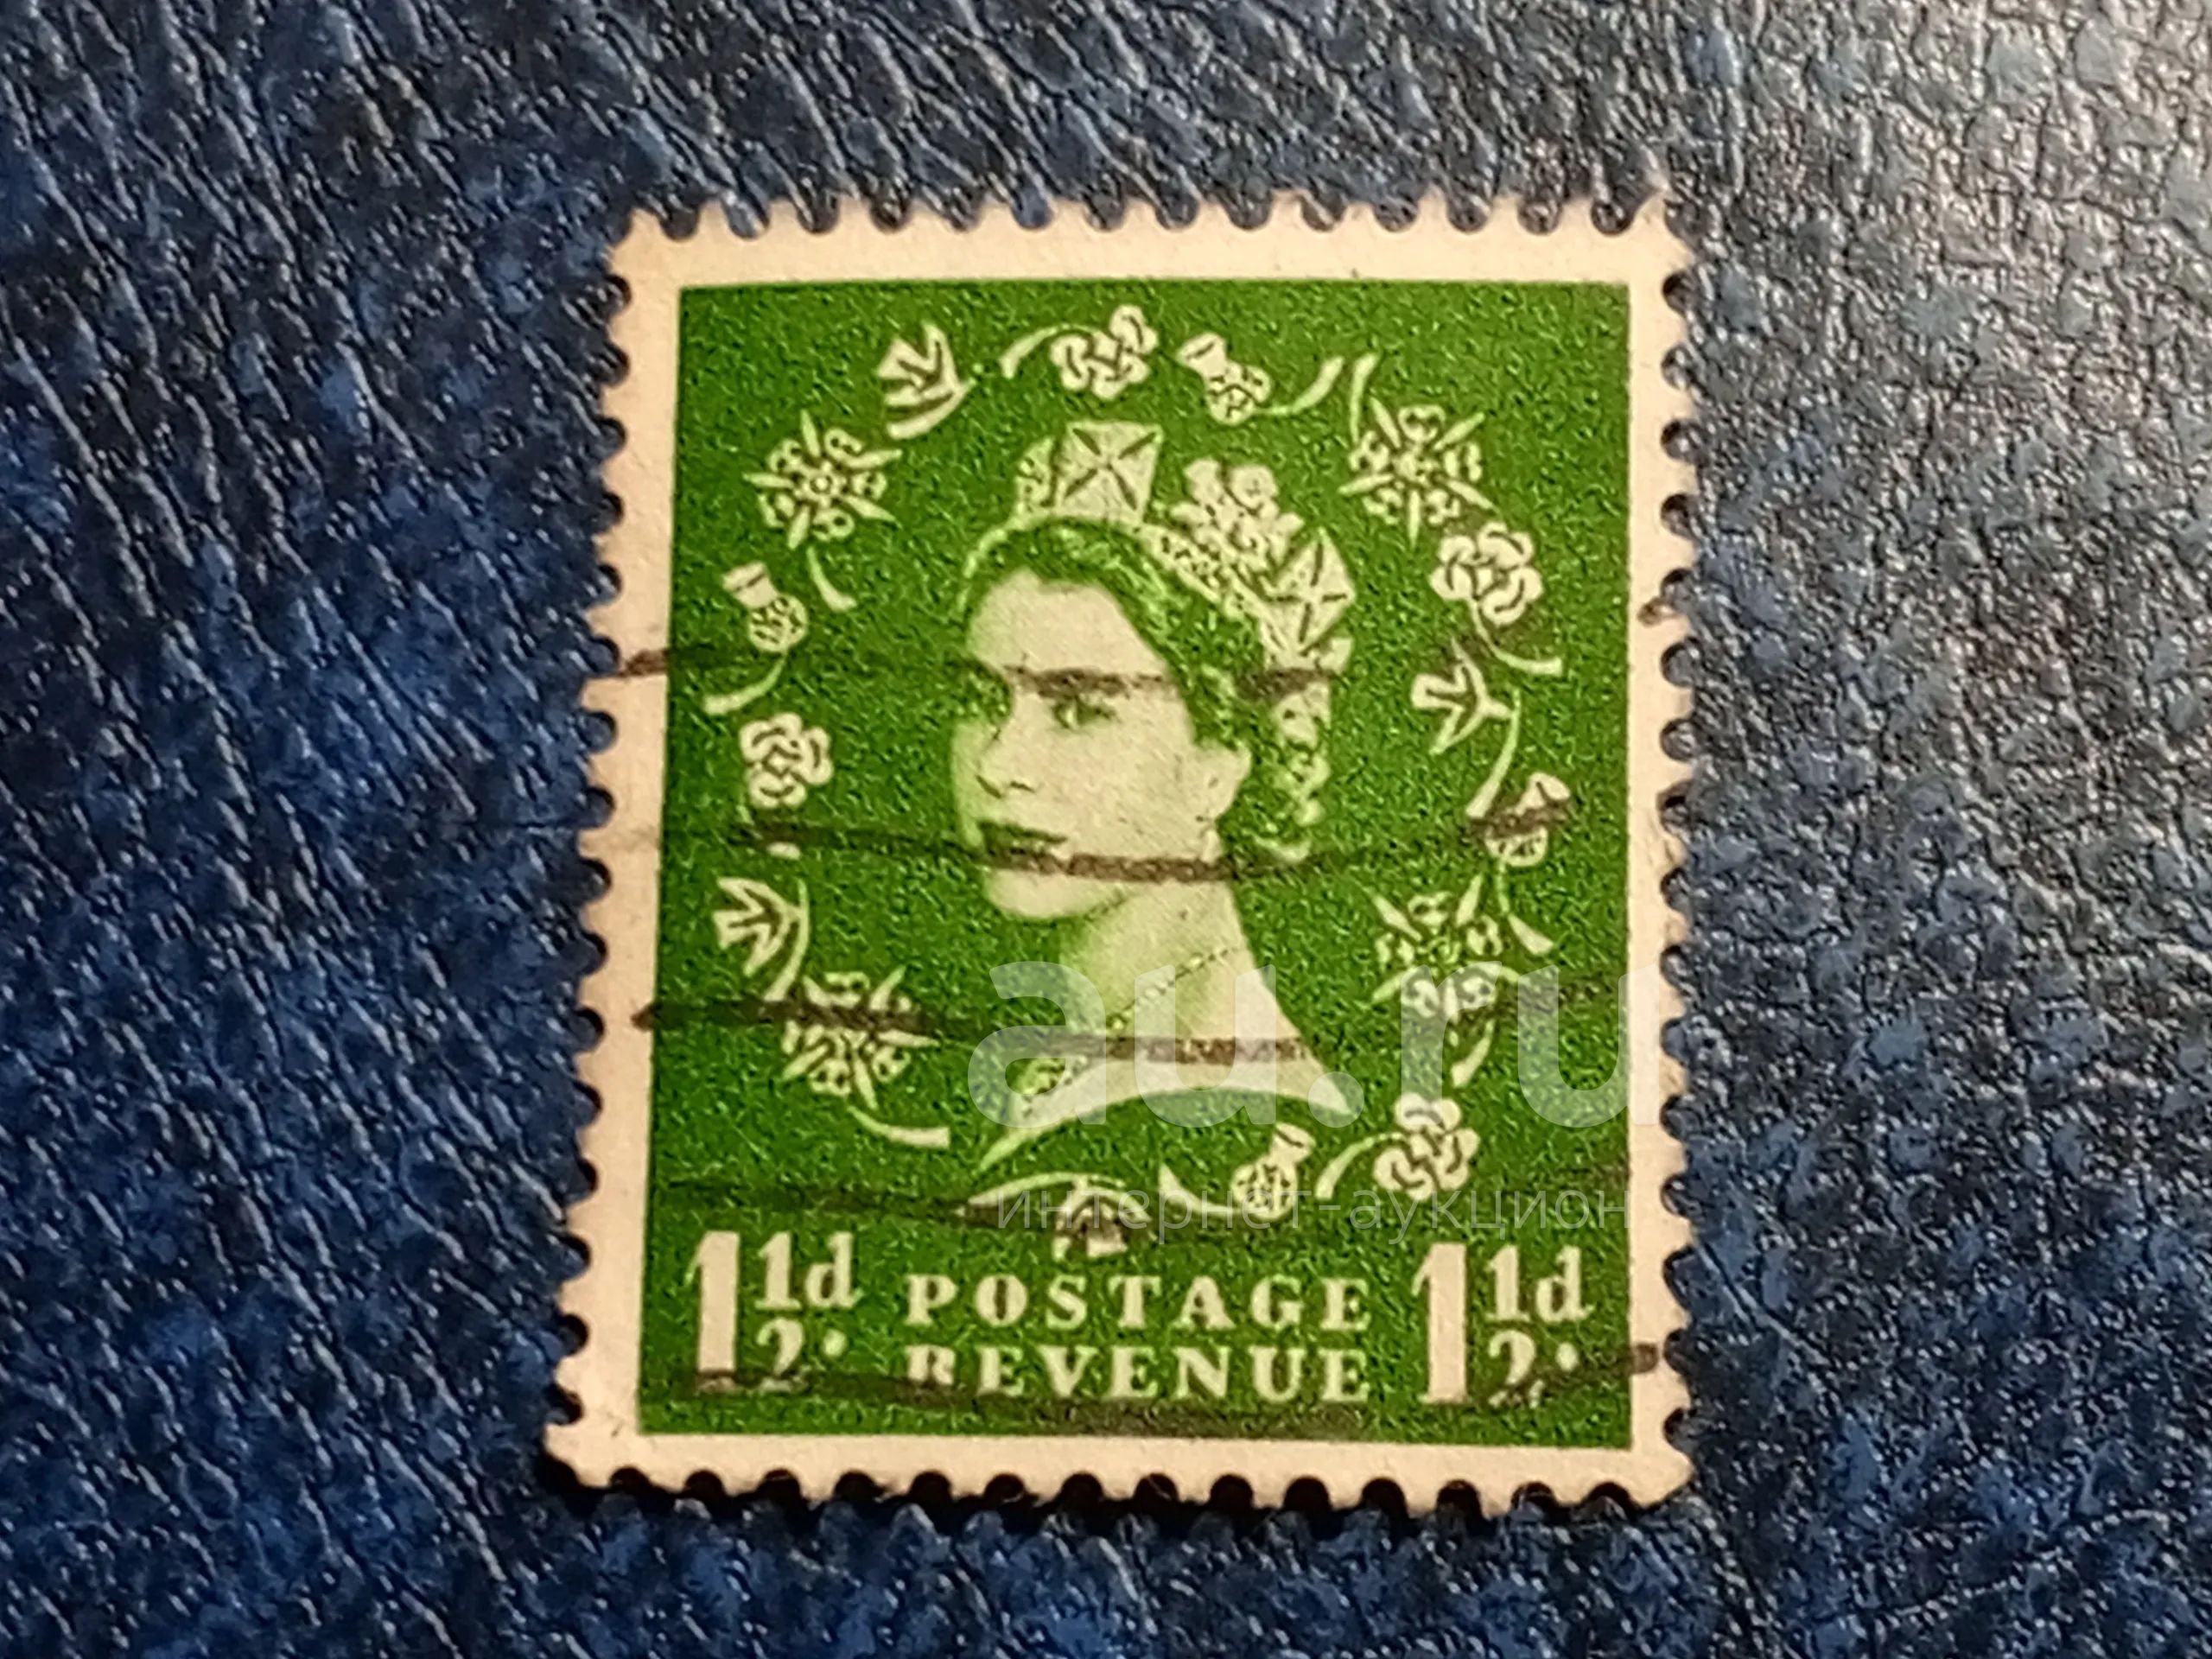 au.ru
интернет-аукцион
1½d. POSTAGE 1½d.
REVENUE